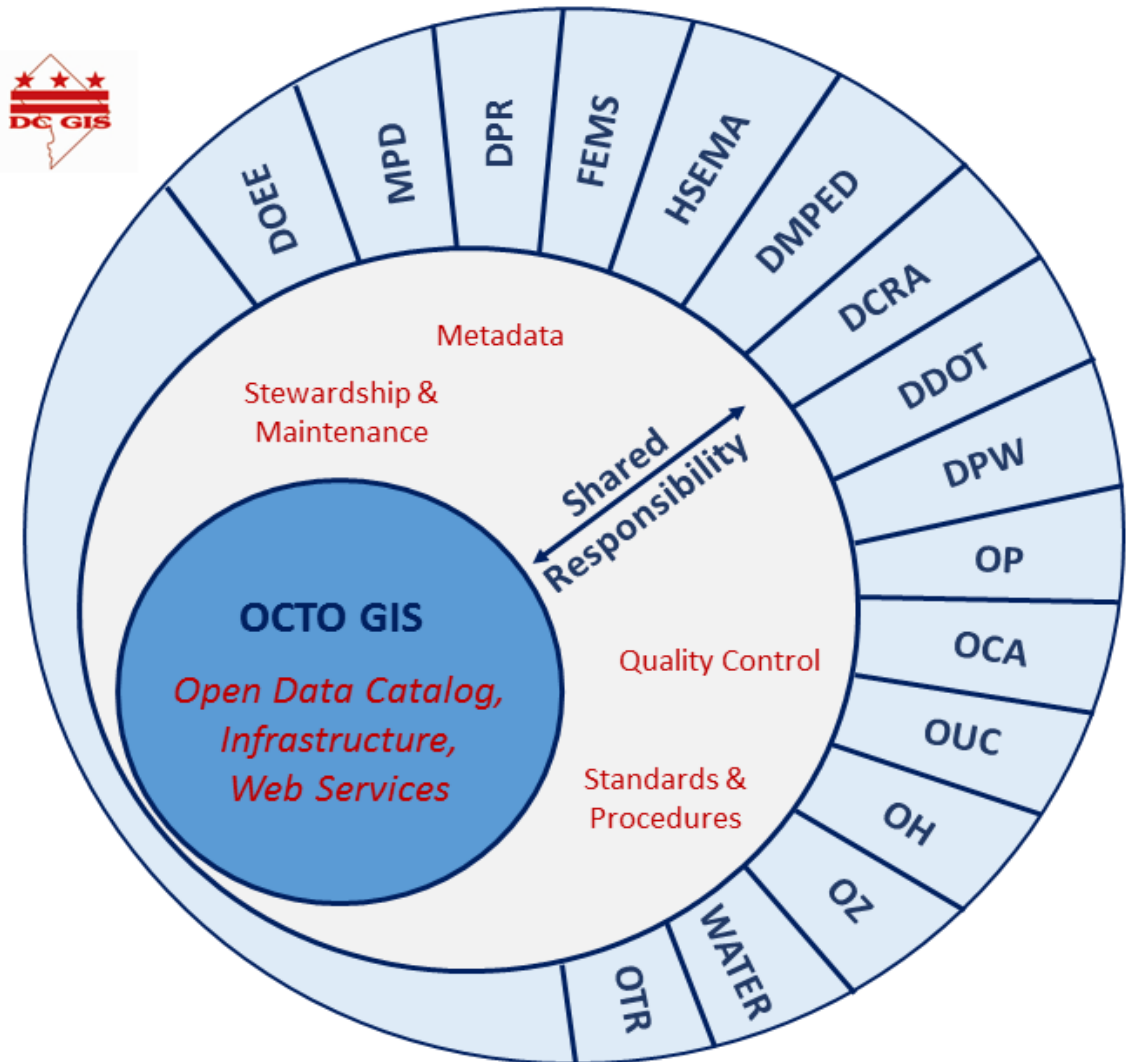 DC GIS
DOEE
MPD
DPR
FEMS
HSEMA
DMPED
DCRA
DDOT
DPW
OP
OCA
OUC
OH
OZ
WATER
OTR
Metadata
Stewardship &
Maintenance
Shared
Responsibility
OCTO GIS
Open Data Catalog,
Infrastructure,
Web Services
Quality Control
Standards &
Procedures